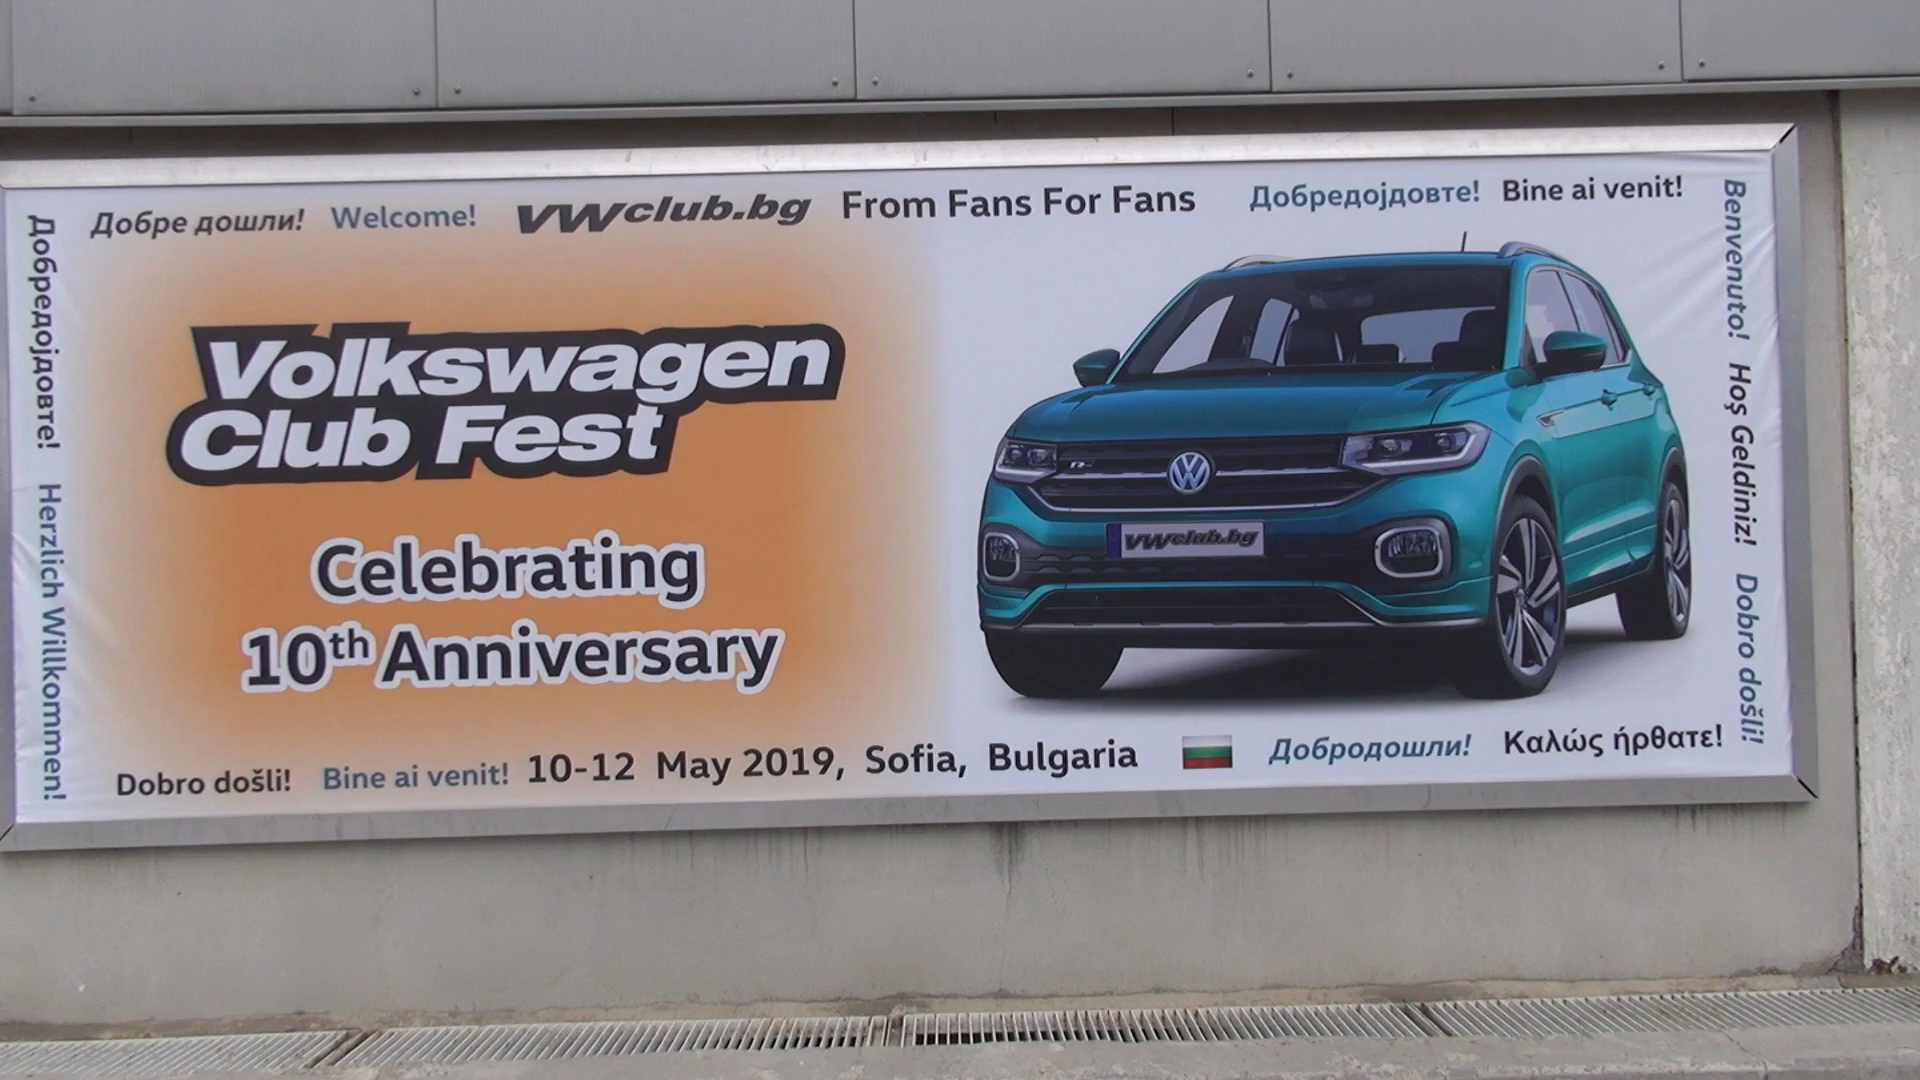 Добре дошли! Welcome! VWclub.bg From Fans For Fans Добредојдовте! Bine ai venit!
Добредојдовте! Herzlich Willkommen!
Volkswagen
Club Fest
Celebrating
10th Anniversary
R
VWclub.bg
Benvenuto! Hoş Geldiniz! Dobro došli!
Dobro došli! Bine ai venit! 10-12 May 2019, Sofia, Bulgaria Добродошли! Καλώς ήρθατε!